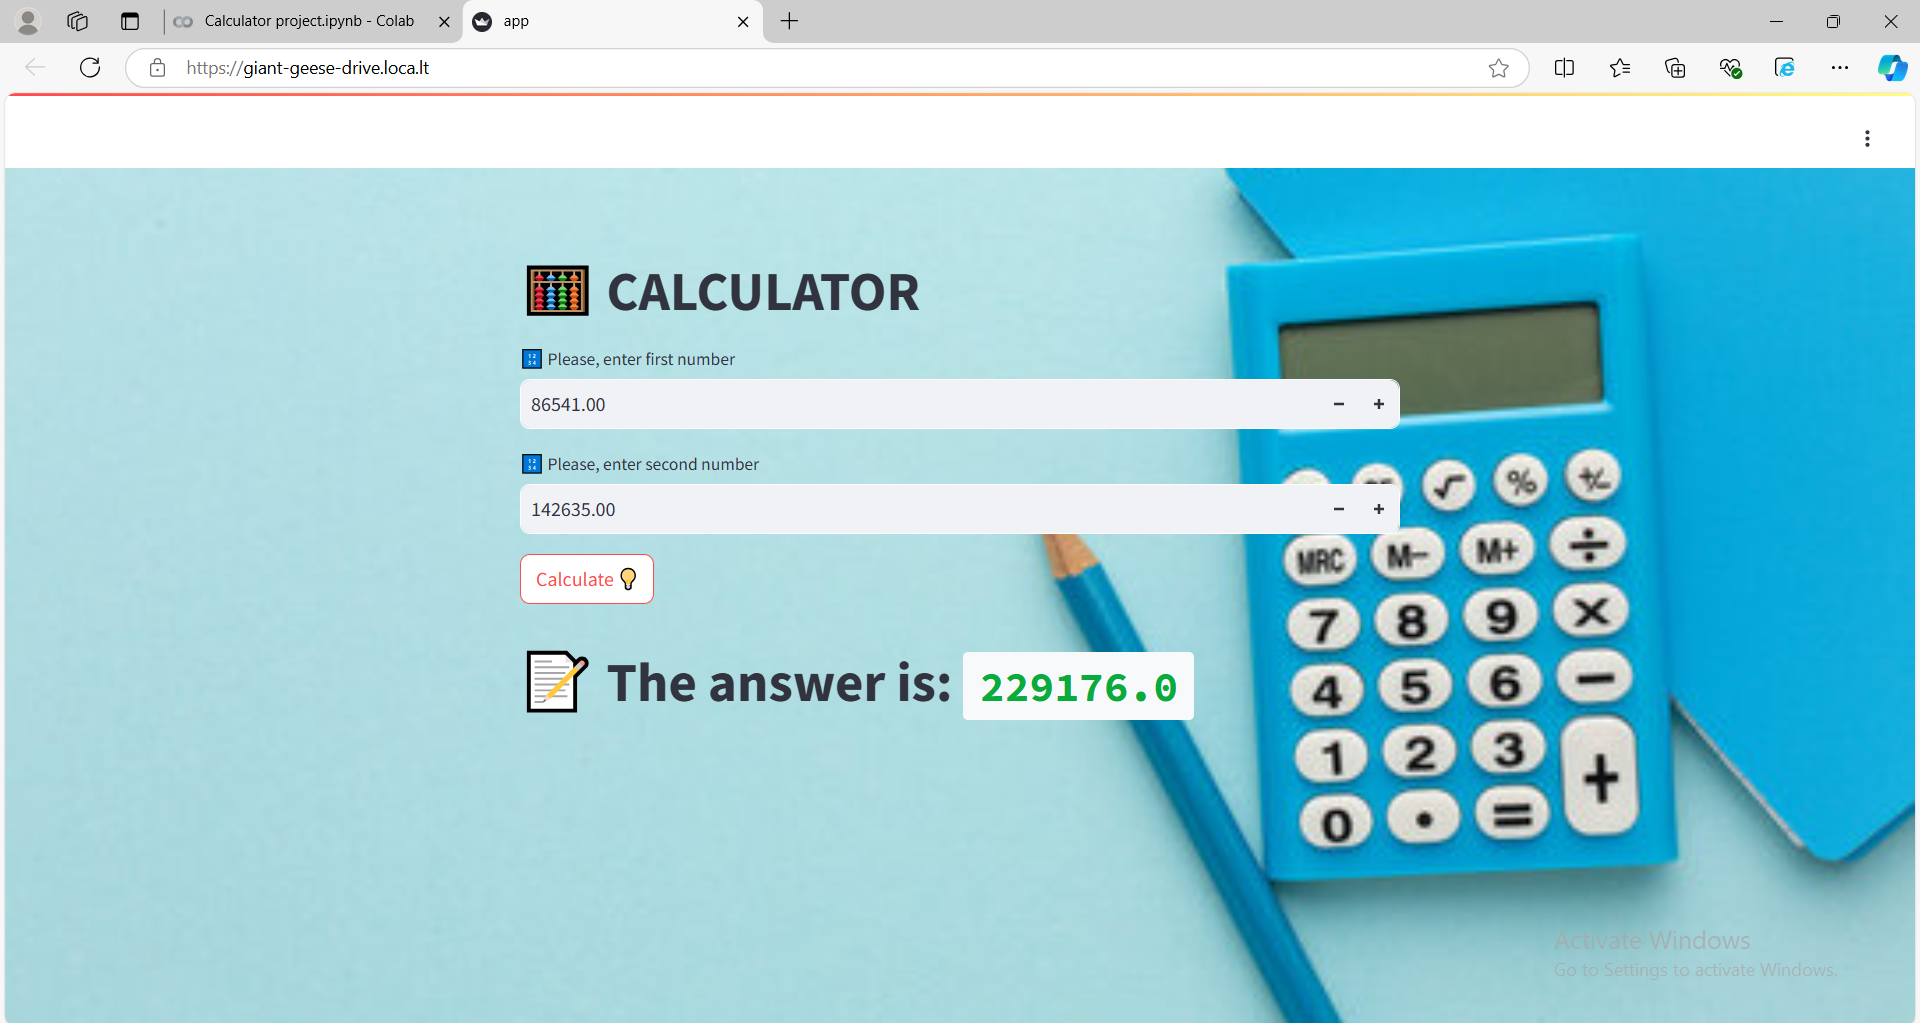 Calculator project.ipynb - Colab
app
https://giant-geese-drive.loca.lt
🧮 CALCULATOR
🔢 Please, enter first number
86541.00 - +
🔢 Please, enter second number
142635.00 - +
Calculate 💡
📝 The answer is: 229176.0
√ % +/-
MRC M− M+ ÷
7 8 9 ×
4 5 6 −
1 2 3 +
0 . =
Activate Windows
Go to Settings to activate Windows.